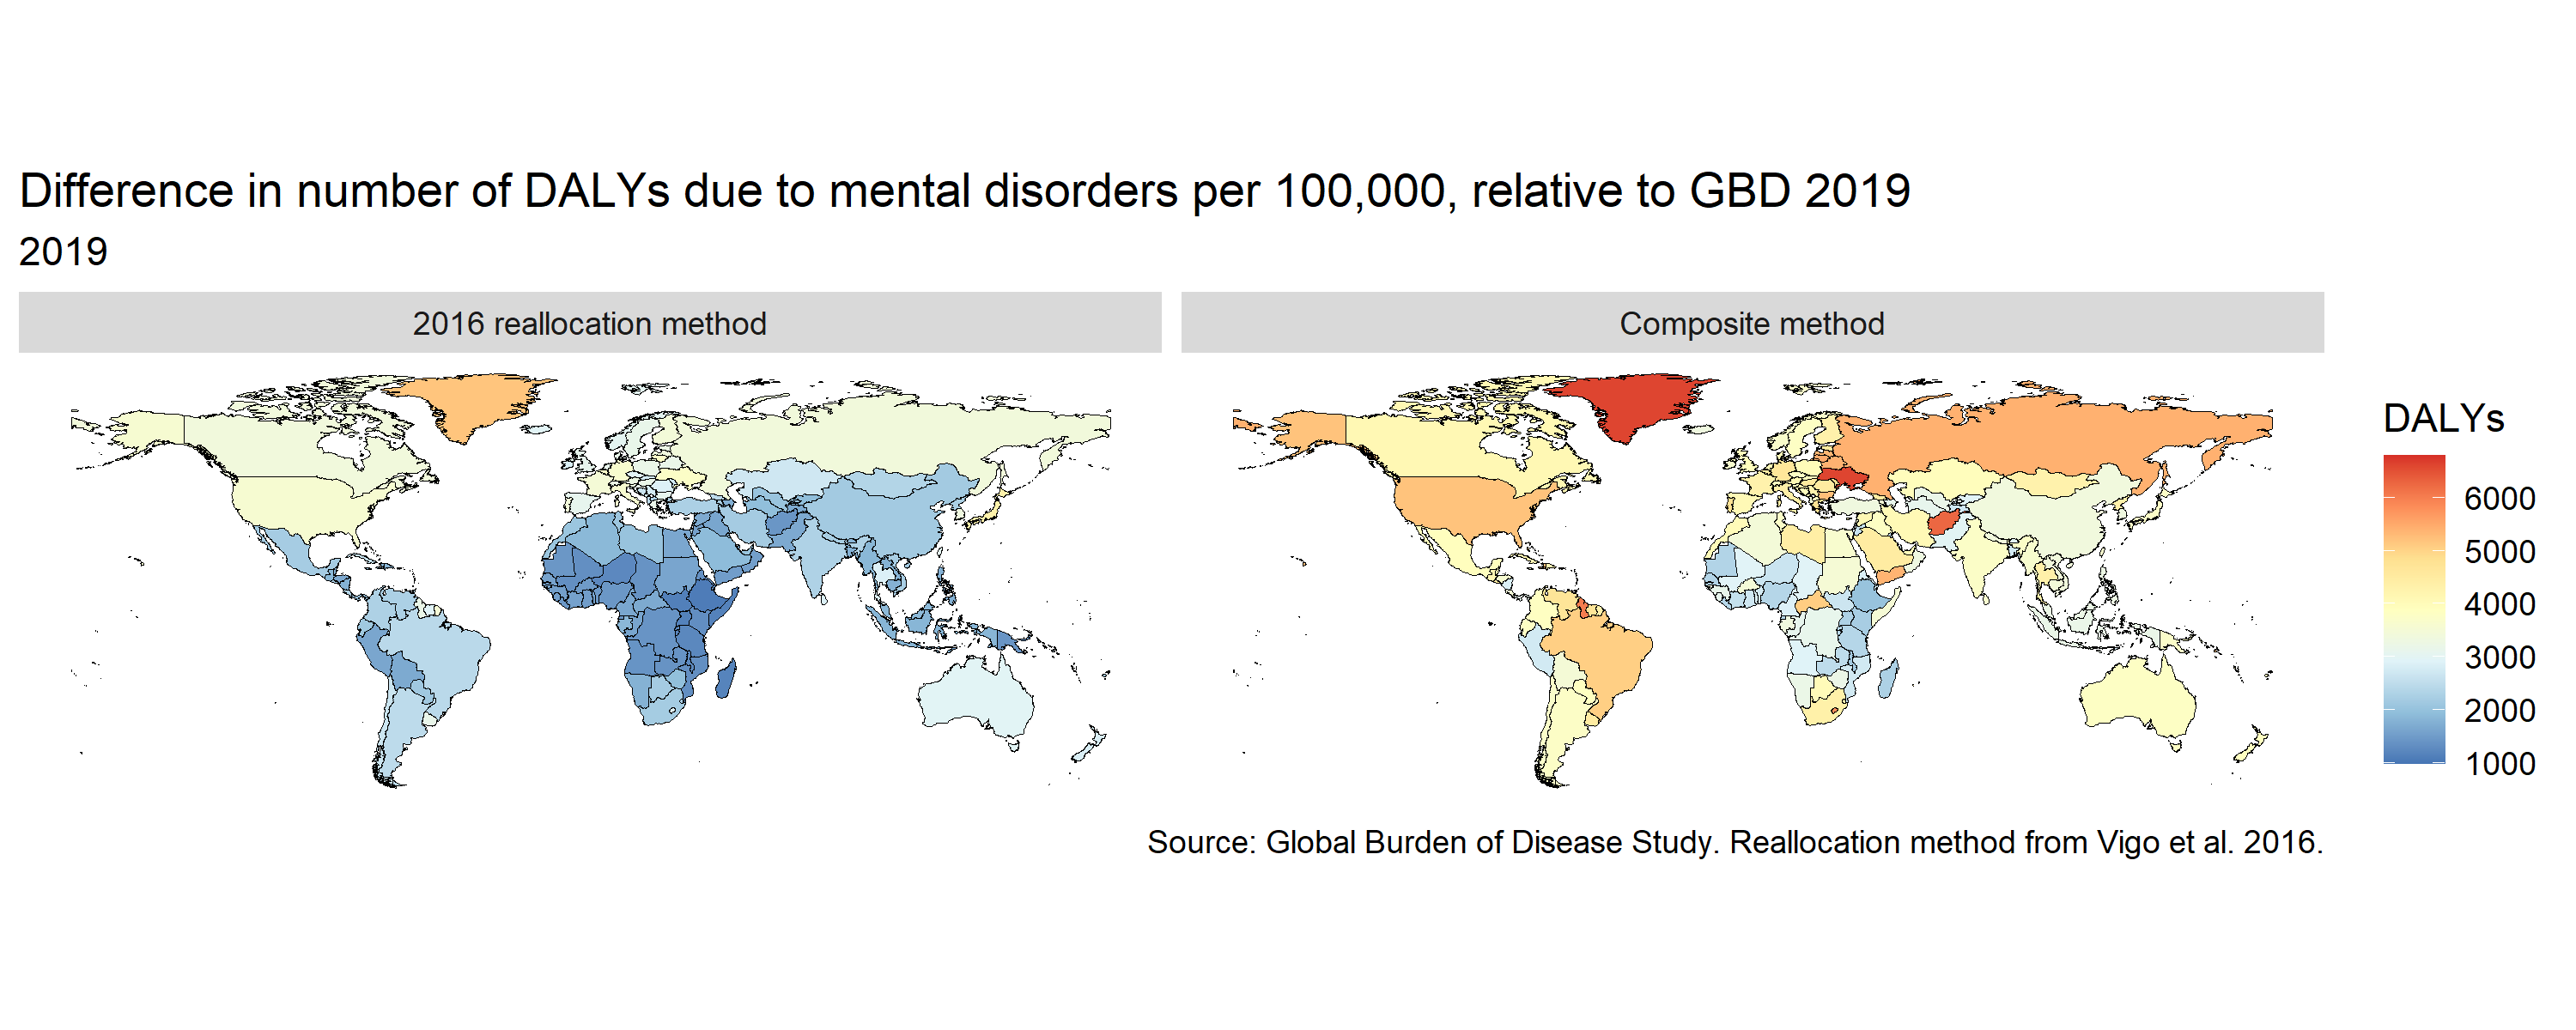 Difference in number of DALYs due to mental disorders per 100,000, relative to GBD 2019
2019
2016 reallocation method
Composite method
DALYs
6000
5000
4000
3000
2000
1000
Source: Global Burden of Disease Study. Reallocation method from Vigo et al. 2016.